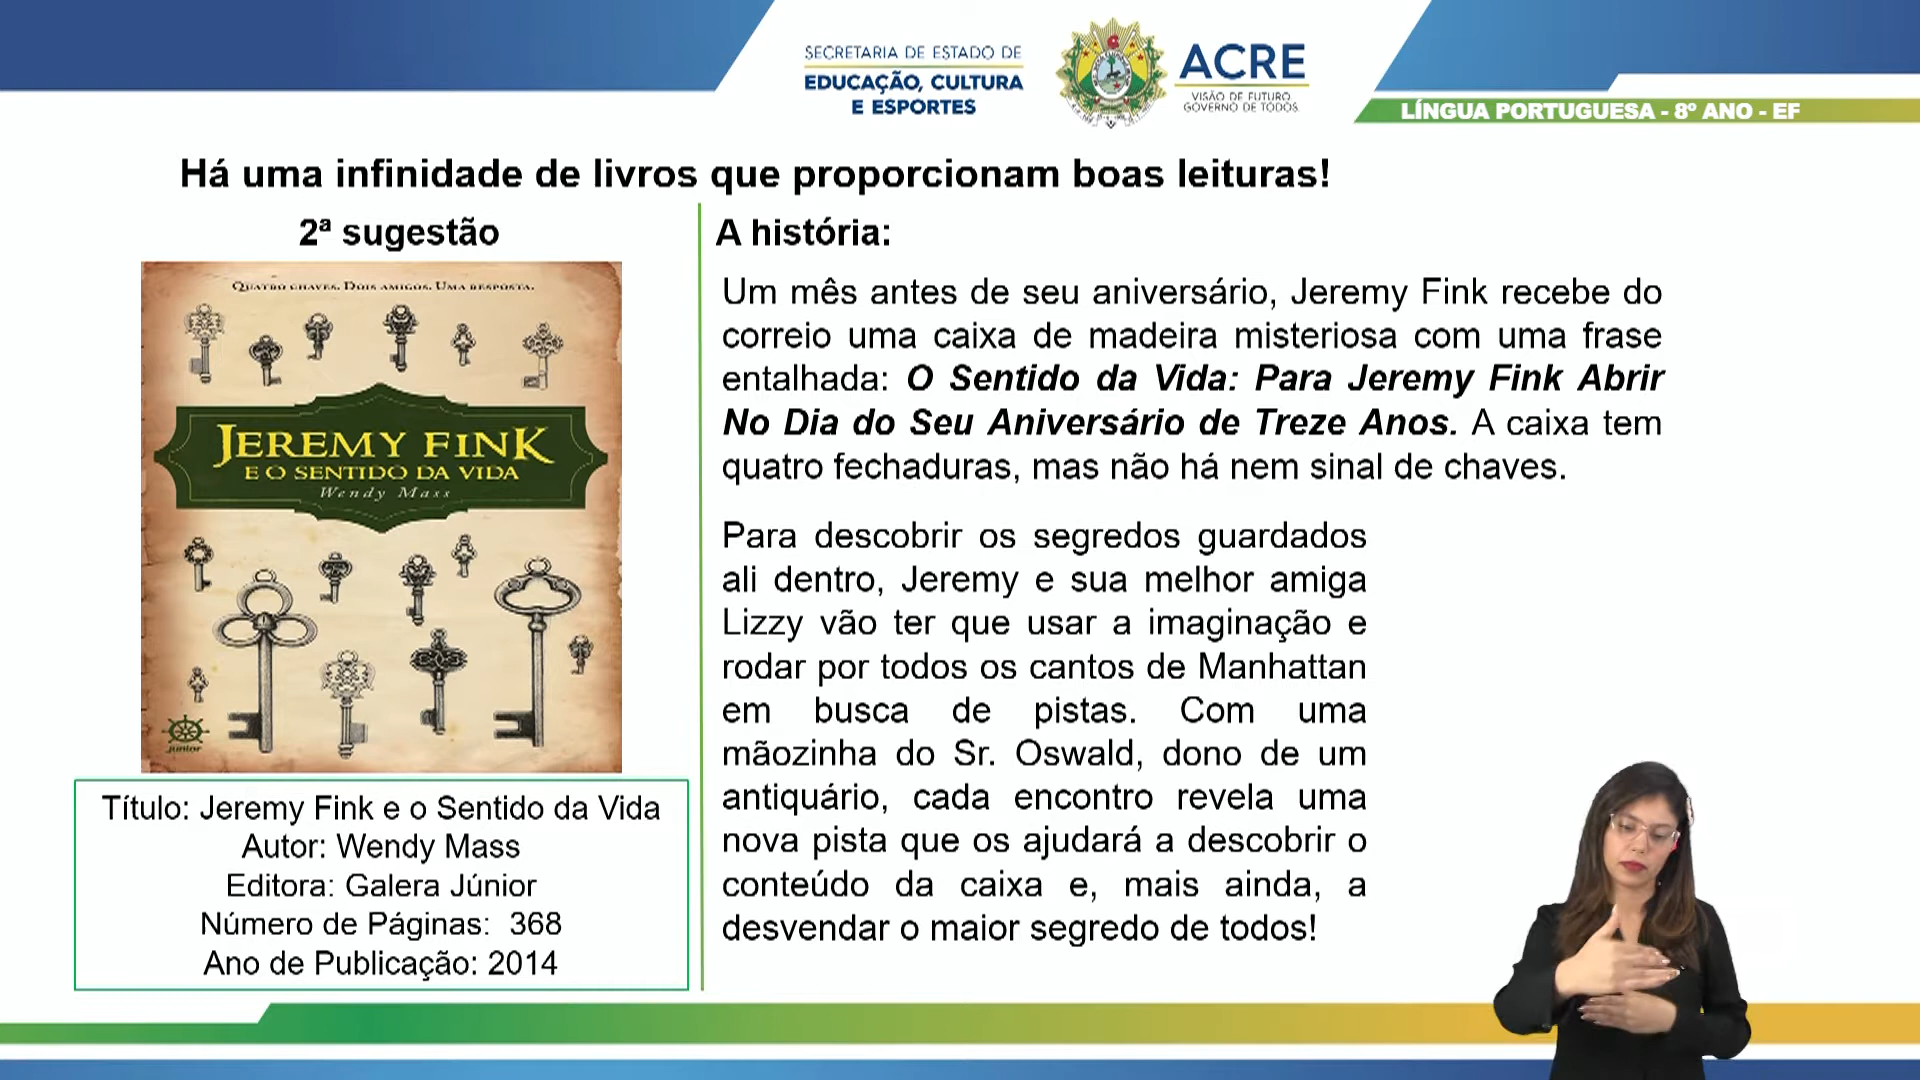 SECRETARIA DE ESTADO DE
EDUCAÇÃO, CULTURA
E ESPORTES
ACRE
VISÃO DE FUTURO
GOVERNO DE TODOS
LÍNGUA PORTUGUESA - 8º ANO - EF
Há uma infinidade de livros que proporcionam boas leituras!
2ª sugestão
QUATRO CHAVES. DOIS AMIGOS. UMA RESPOSTA.
JEREMY FINK
E O SENTIDO DA VIDA
Wendy Mass
junior
Título: Jeremy Fink e o Sentido da Vida
Autor: Wendy Mass
Editora: Galera Júnior
Número de Páginas: 368
Ano de Publicação: 2014
A história:
Um mês antes de seu aniversário, Jeremy Fink recebe do
correio uma caixa de madeira misteriosa com uma frase
entalhada: O Sentido da Vida: Para Jeremy Fink Abrir
No Dia do Seu Aniversário de Treze Anos. A caixa tem
quatro fechaduras, mas não há nem sinal de chaves.
Para descobrir os segredos guardados
ali dentro, Jeremy e sua melhor amiga
Lizzy vão ter que usar a imaginação e
rodar por todos os cantos de Manhattan
em busca de pistas. Com uma
mãozinha do Sr. Oswald, dono de um
antiquário, cada encontro revela uma
nova pista que os ajudará a descobrir o
conteúdo da caixa e, mais ainda, a
desvendar o maior segredo de todos!